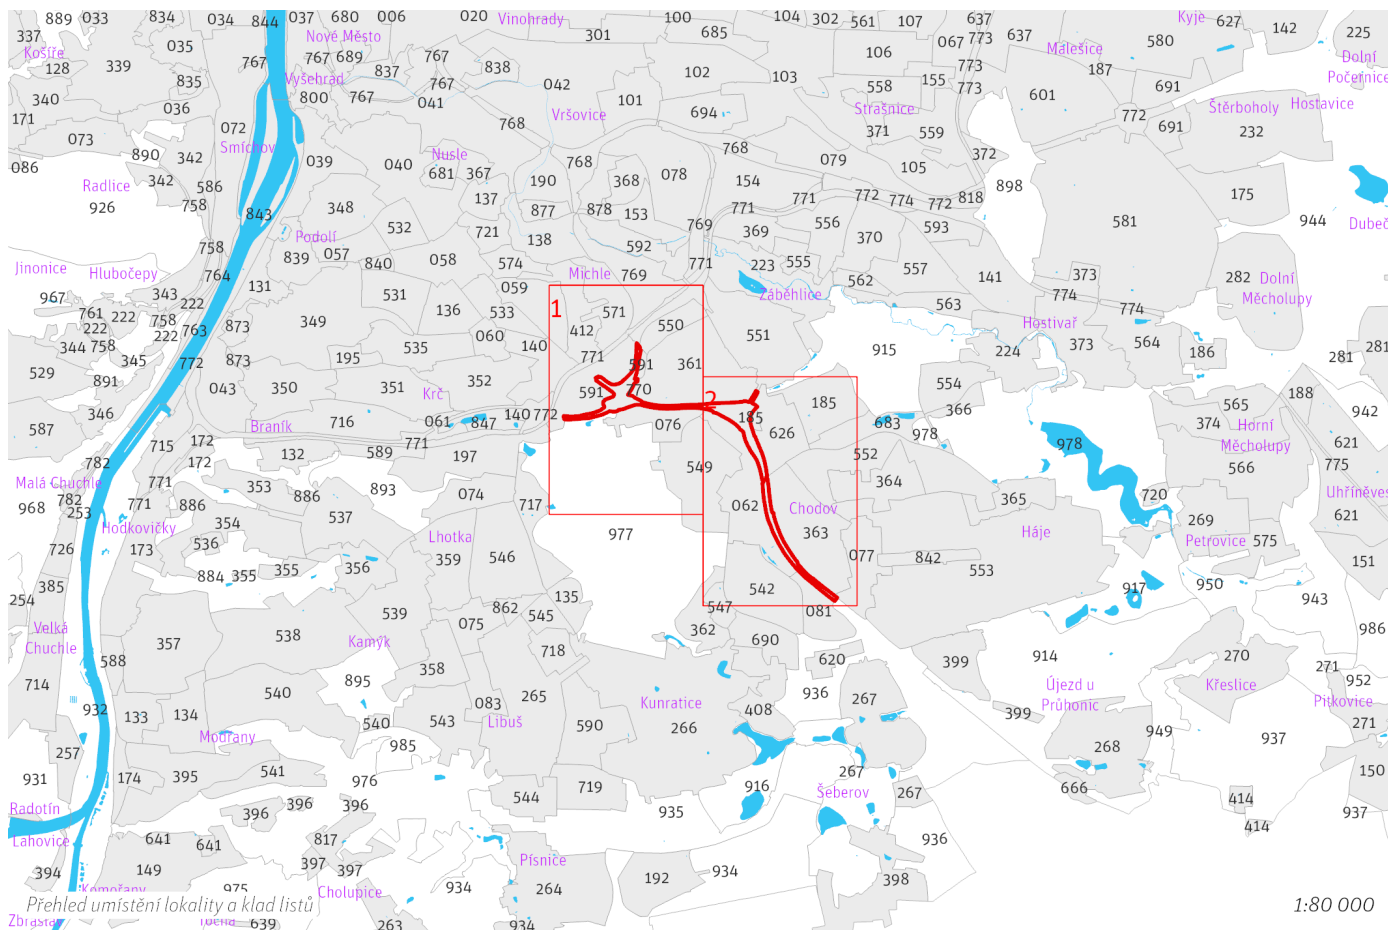 889 033 834 034 844 037 680 006 020 Vinohrady 100 104 302 561 107 637 Kyje 627 142 225
337 Košíře 035 767 Nové Město 767 689 767 301 685 106 067 773 637 Malešice 580 Dolní
128 339 835 Vyšehrad 837 767 838 042 102 103 558 155 773 773 187 691 Počernice
340 036 800 767 041 101 Vršovice 694 Strašnice 601 772 Štěrboholy Hostavice
171 073 072 Smíchov 768 768 371 559 691 232
086 890 342 039 040 Nusle 681 367 768 368 078 079 105 372
Radlice 342 586 190 154 898 175
926 758 843 348 137 877 878 153 771 771 772 774 772 818 581 944
Podolí 532 721 138 592 769 369 556 370 593 Dubeč
758 839 057 840 058 574 Michle 769 771 223 555 562 557
Jinonice Hlubočepy 764 131 531 059 Záběhlice 141 373 282 Dolní
967 343 222 136 533 1 571 550 551 563 774 774 Měcholupy
761 222 758 763 873 349 060 412 Hostivař
222 222
344 758 345 772 873 195 535 140 771 591 361 915 224 373 564 186 281 281
529 891 043 350 351 Krč 352 591 770 2 185 554 188
346 716 061 847 140 772 076 185 626 683 978 366 565 942
587 715 172 Braník 771 374 Horní 621
782 172 132 589 197 549 552 978 Měcholupy 775
Malá Chuchle 771 353 893 074 364 566 Uhříněves
968 782 253 771 886 886 537 717 062 Chodov 365 720 621
Hodkovičky 354 Lhotka 977 363 Háje 269
726 173 536 359 546 077 842 Petrovice 575 151
385 884 355 355 356 553
254 539 862 135 542 917 950 943
Velká 538 075 545 547 081
Chuchle 357 Kamýk 362 690 986
588 358 718 620 399 914 270 271
714 895 265 936 267 Újezd u Křeslice 952
932 133 134 540 083 Kunratice 408 399 Průhonic Pitkovice
Modřany 540 543 Libuš 590 266 949 271
257 985 268 937
931 174 395 541 976 719 267 150
544 916 Šeberov 267 666 414
Radotín 396 396 396 935 937
Lahovice 641 641 817 936 414
394 149 397 397 Písnice 934
Komořany 975 Cholupice 934 264 192 398
Přehled umístění lokality a klad listů 1:80 000
639 263 934